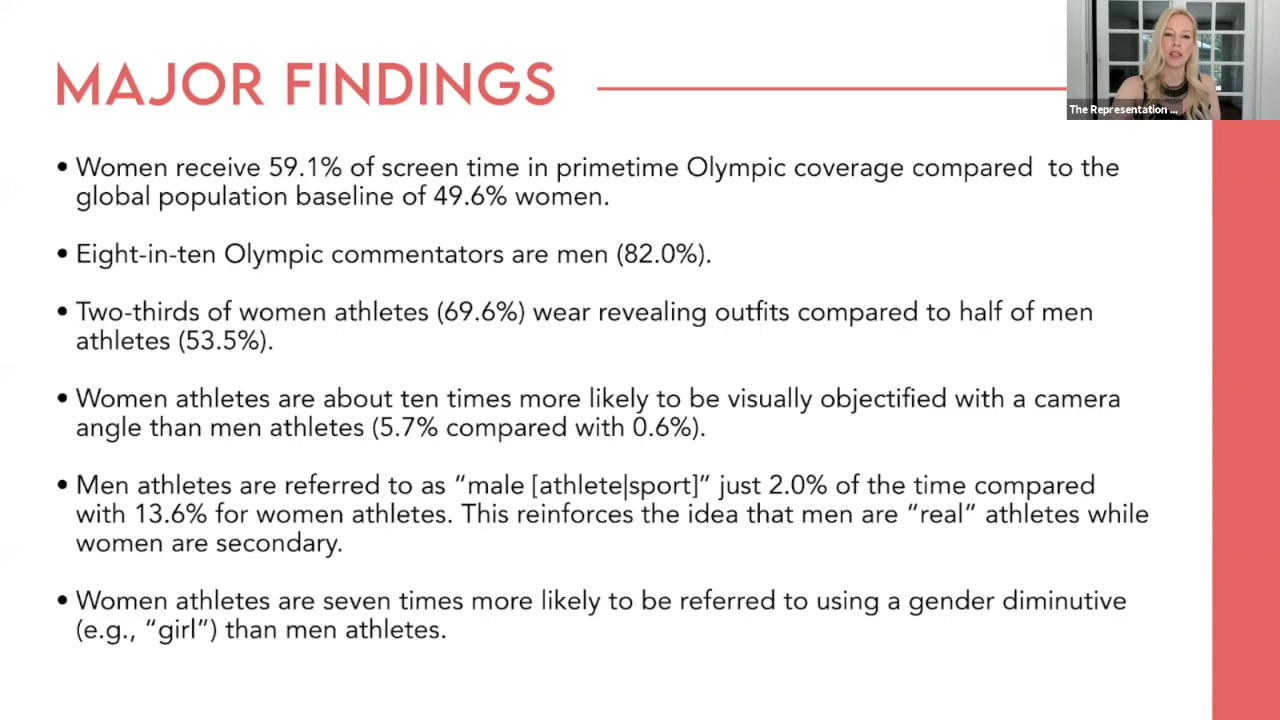 MAJOR FINDINGS
The Representation ...
• Women receive 59.1% of screen time in primetime Olympic coverage compared  to the
global population baseline of 49.6% women.
• Eight-in-ten Olympic commentators are men (82.0%).
• Two-thirds of women athletes (69.6%) wear revealing outfits compared to half of men
athletes (53.5%).
• Women athletes are about ten times more likely to be visually objectified with a camera
angle than men athletes (5.7% compared with 0.6%).
• Men athletes are referred to as “male [athlete|sport]” just 2.0% of the time compared
with 13.6% for women athletes. This reinforces the idea that men are “real” athletes while
women are secondary.
• Women athletes are seven times more likely to be referred to using a gender diminutive
(e.g., “girl”) than men athletes.